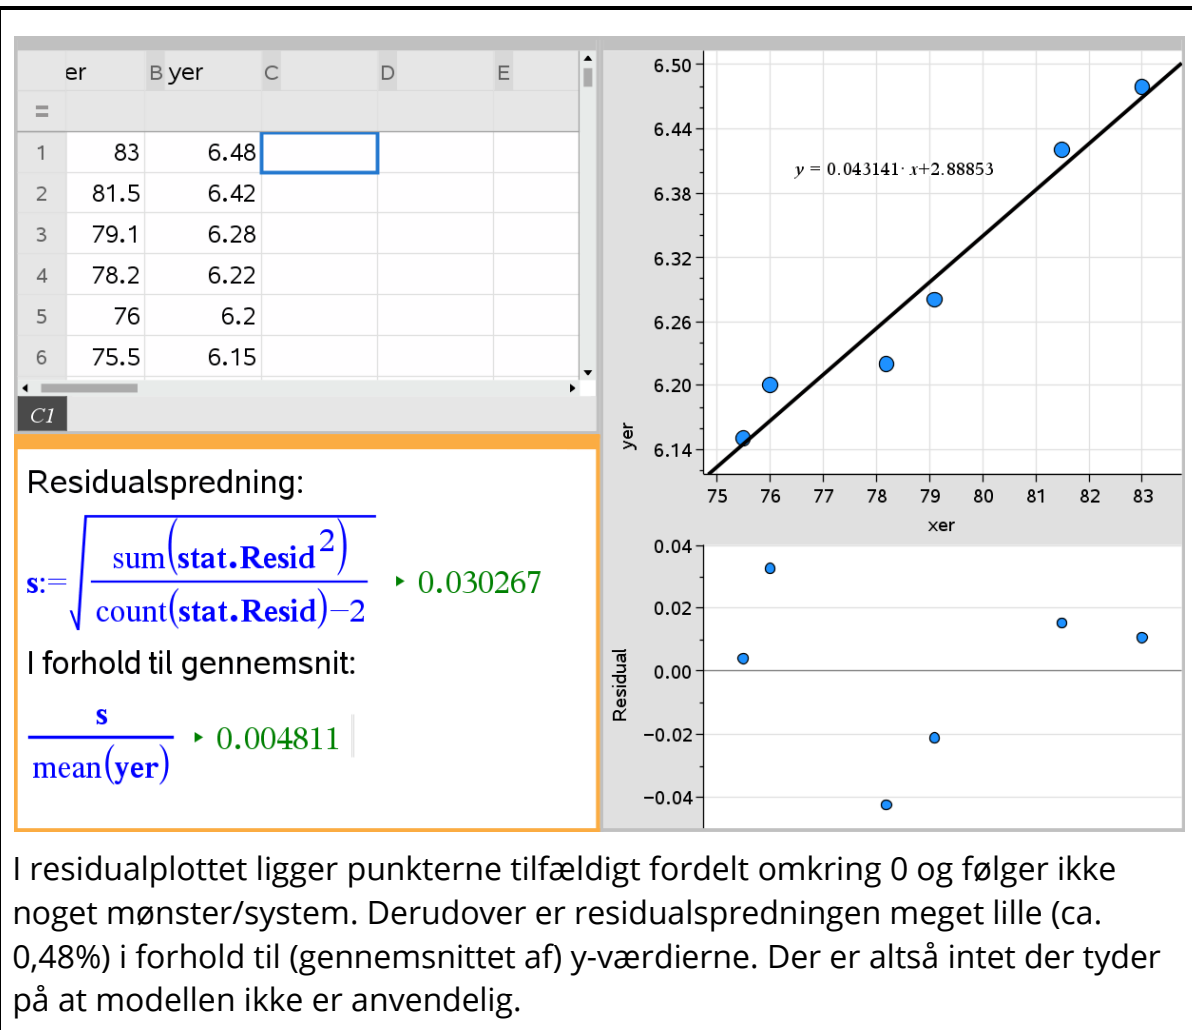 er B yer C D E
=
1 83 6.48
2 81.5 6.42
3 79.1 6.28
4 78.2 6.22
5 76 6.2
6 75.5 6.15
C1
Residualspredning:
s:=√(sum(stat.Resid²)/(count(stat.Resid)−2)) ▸ 0.030267
I forhold til gennemsnit:
s/mean(yer) ▸ 0.004811
6.50
6.44
6.38
6.32
6.26
6.20
6.14
yer
y = 0.043141· x+2.88853
75 76 77 78 79 80 81 82 83
xer
0.04
0.02
0.00
−0.02
−0.04
Residual
I residualplottet ligger punkterne tilfældigt fordelt omkring 0 og følger ikke
noget mønster/system. Derudover er residualspredningen meget lille (ca.
0,48%) i forhold til (gennemsnittet af) y-værdierne. Der er altså intet der tyder
på at modellen ikke er anvendelig.